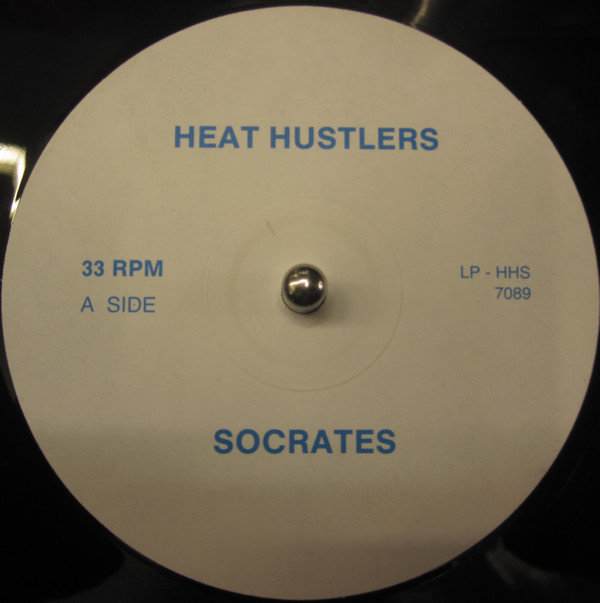 HEAT HUSTLERS
33 RPM
A SIDE
LP - HHS
7089
SOCRATES